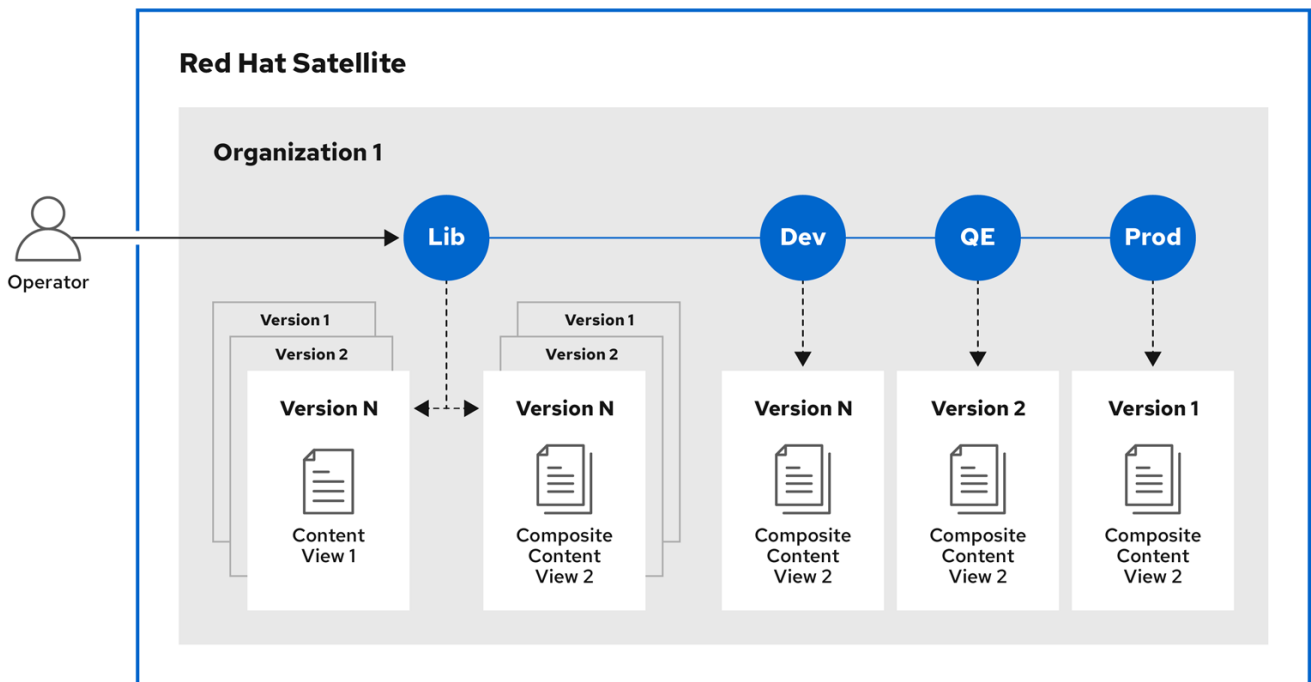 Red Hat Satellite
Organization 1
Operator
Lib
Dev
QE
Prod
Version 1
Version 2
Version N
Content
View 1
Version 1
Version 2
Version N
Composite
Content
View 2
Version N
Composite
Content
View 2
Version 2
Composite
Content
View 2
Version 1
Composite
Content
View 2